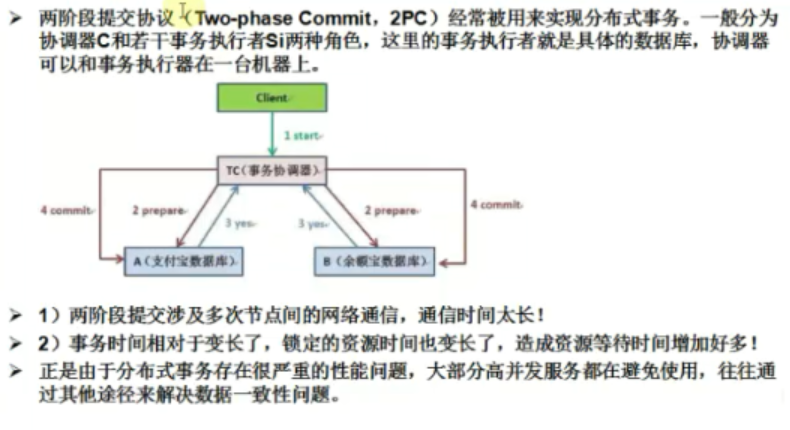 两阶段提交协议（Two-phase Commit，2PC）经常被用来实现分布式事务。一般分为
协调器C和若干事务执行者Si两种角色，这里的事务执行者就是具体的数据库，协调器
可以和事务执行器在一台机器上。
Client
1 start
TC（事务协调器）
4 commit
2 prepare
3 yes
3 yes
2 prepare
4 commit
A（支付宝数据库）
B（余额宝数据库）
1）两阶段提交涉及多次节点间的网络通信，通信时间太长！
2）事务时间相对于变长了，锁定的资源时间也变长了，造成资源等待时间增加好多！
正是由于分布式事务存在很严重的性能问题，大部分高并发服务都在避免使用，往往通
过其他途径来解决数据一致性问题。